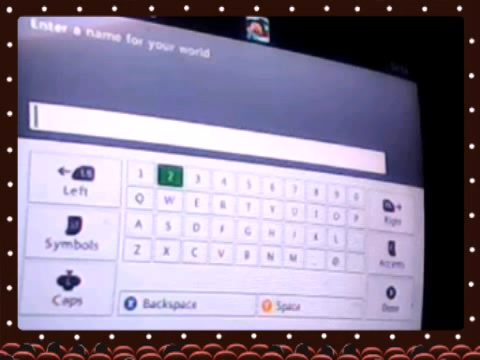 Enter a name for your world
Left 1 2 3 4 5 6 7 8 9 0 Right
Q W E R T Y U I O P
Symbols A S D F G H J K L Accents
Z X C V B N M @
Caps Backspace Space Done